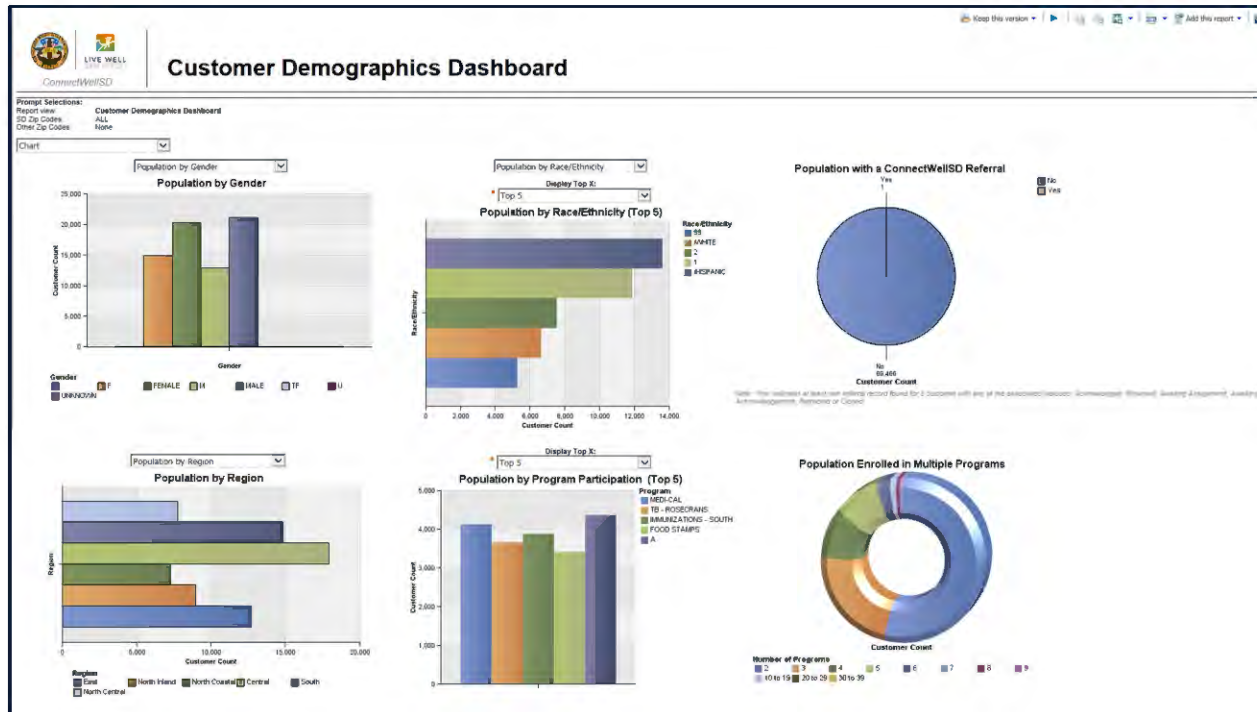 Keep this version
Add this report
LIVE WELL
ConnectWellSD
Customer Demographics Dashboard
Prompt Selections:
Report view: Customer Demographics Dashboard
SD Zip Codes: ALL
Other Zip Codes: None
Chart
Population by Gender
Population by Gender
25,000
20,000
15,000
10,000
5,000
0
Customer Count
Gender
Gender
F FEMALE M MALE TF U
UNKNOWN
Population by Race/Ethnicity
Display Top X:
* Top 5
Population by Race/Ethnicity (Top 5)
Race/Ethnicity
0 2,000 4,000 6,000 8,000 10,000 12,000 14,000
Customer Count
Race/Ethnicity
99
#WHITE
2
1
#HISPANIC
Population with a ConnectWellSD Referral
Yes
1
No
Customer Count
No
Yes
Population by Region
Population by Region
Region
0 5,000 10,000 15,000 20,000
Customer Count
Region
East North Inland North Coastal Central South
North Central
Display Top X:
* Top 5
Population by Program Participation (Top 5)
5,000
4,000
3,000
2,000
1,000
0
Customer Count
Program
MEDI-CAL
TB - ROSECRANS
IMMUNIZATIONS - SOUTH
FOOD STAMPS
A
Population Enrolled in Multiple Programs
Customer Count
Number of Programs
2 3 4 5 6 7 8 9
10 to 19 20 to 29 30 to 39